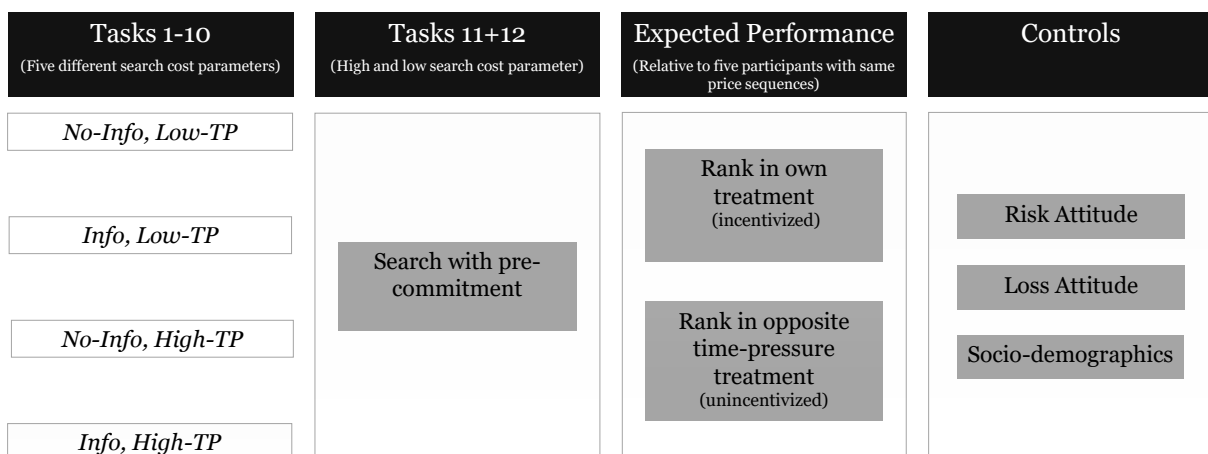 Tasks 1-10
(Five different search cost parameters)
No-Info, Low-TP
Info, Low-TP
No-Info, High-TP
Info, High-TP
Tasks 11+12
(High and low search cost parameter)
Search with pre-
commitment
Expected Performance
(Relative to five participants with same
price sequences)
Rank in own
treatment
(incentivized)
Rank in opposite
time-pressure
treatment
(unincentivized)
Controls
Risk Attitude
Loss Attitude
Socio-demographics